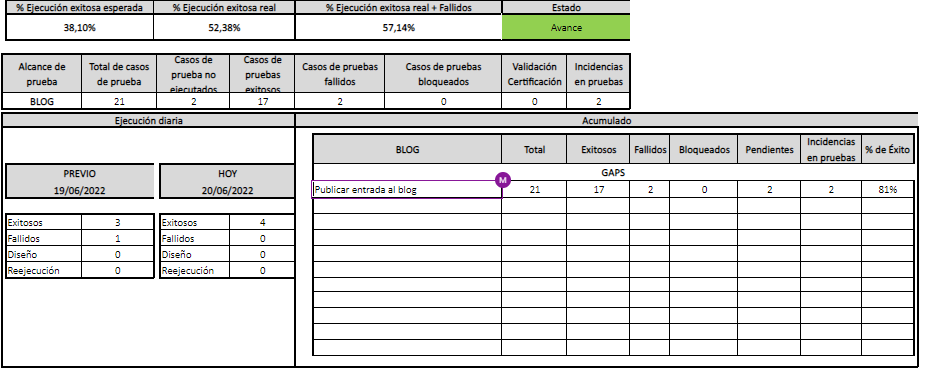 % Ejecución exitosa esperada % Ejecución exitosa real % Ejecución exitosa real + Fallidos Estado
38,10% 52,38% 57,14% Avance
Alcance de prueba Total de casos de prueba Casos de prueba no ejecutados Casos de pruebas exitosos Casos de pruebas fallidos Casos de pruebas bloqueados Validación Certificación Incidencias en pruebas
BLOG 21 2 17 2 0 0 2
Ejecución diaria Acumulado
BLOG Total Exitosos Fallidos Bloqueados Pendientes Incidencias en pruebas % de Éxito
GAPS
Publicar entrada al blog 21 17 2 0 2 2 81%
M
PREVIO HOY
19/06/2022 20/06/2022
Exitosos 3 Exitosos 4
Fallidos 1 Fallidos 0
Diseño 0 Diseño 0
Reejecución 0 Reejecución 0